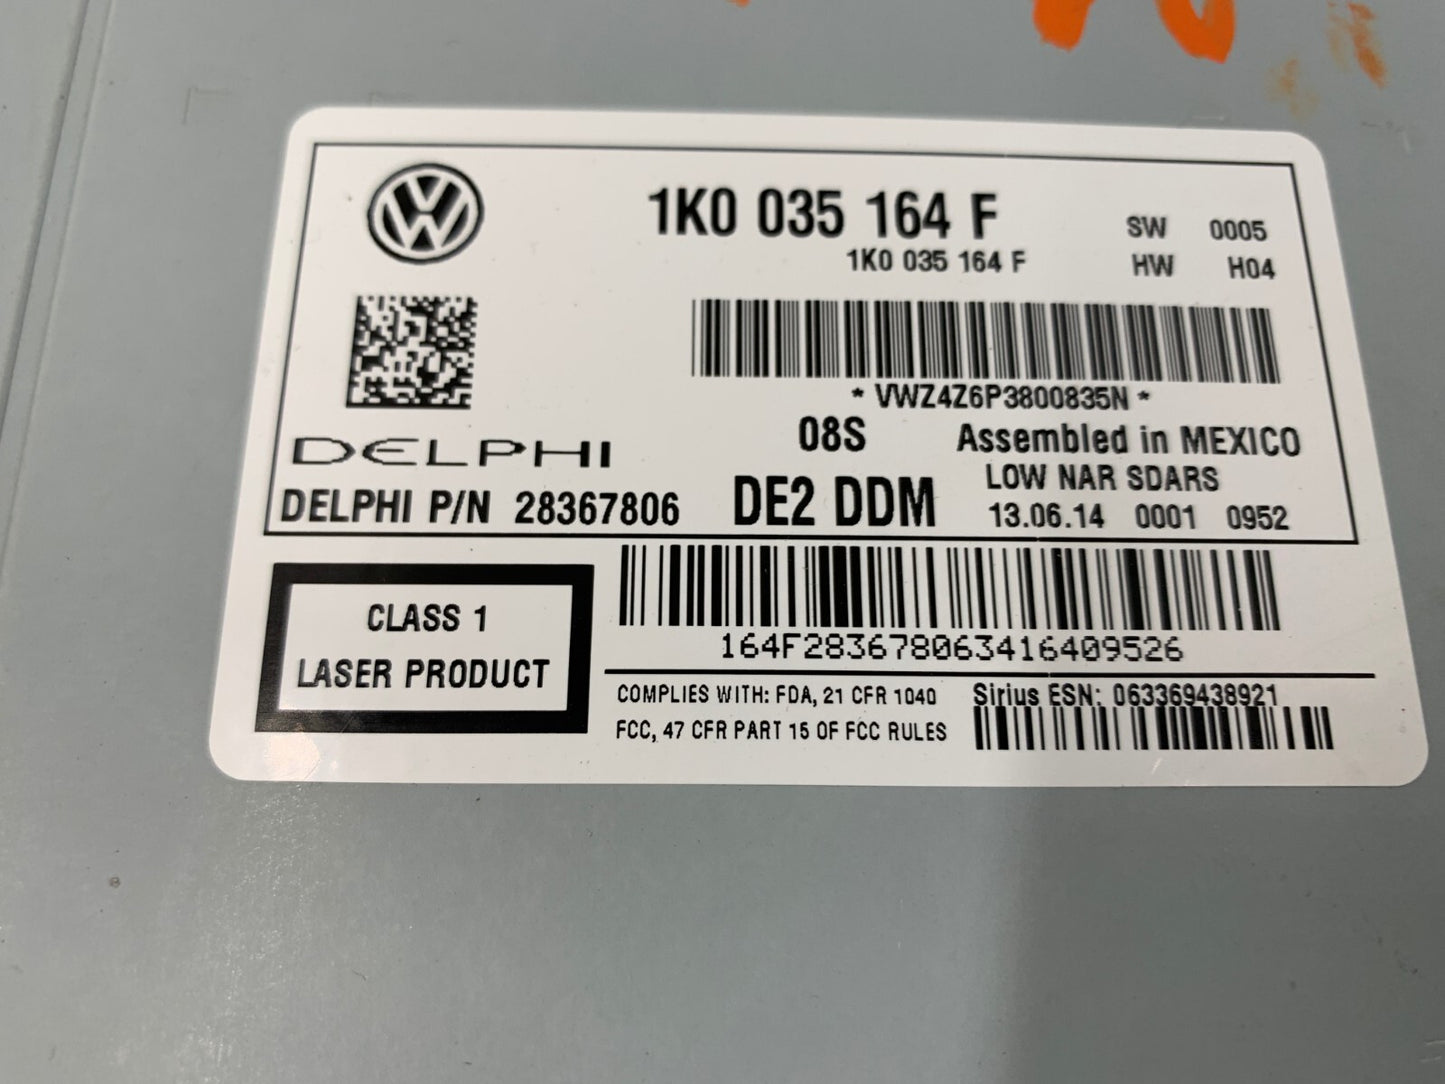 1K0 035 164 F
1K0 035 164 F
SW 0005
HW H04
* VWZ4Z6P3800835N *
08S Assembled in MEXICO
DELPHI
LOW NAR SDARS
DELPHI P/N 28367806 DE2 DDM
13.06.14 0001 0952
CLASS 1
LASER PRODUCT
164F283678063416409526
COMPLIES WITH: FDA, 21 CFR 1040
FCC, 47 CFR PART 15 OF FCC RULES
Sirius ESN: 063369438921